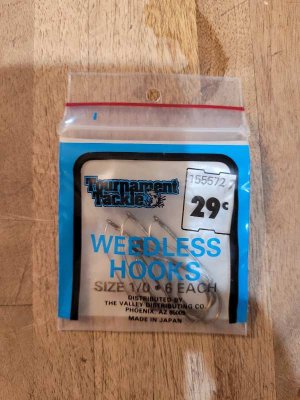 155572
29¢
Tournament
Tackle
WEEDLESS
HOOKS
SIZE 1/0 • 6 EACH
DISTRIBUTED BY
THE VALLEY DISTRIBUTING CO.
PHOENIX, AZ
MADE IN JAPAN